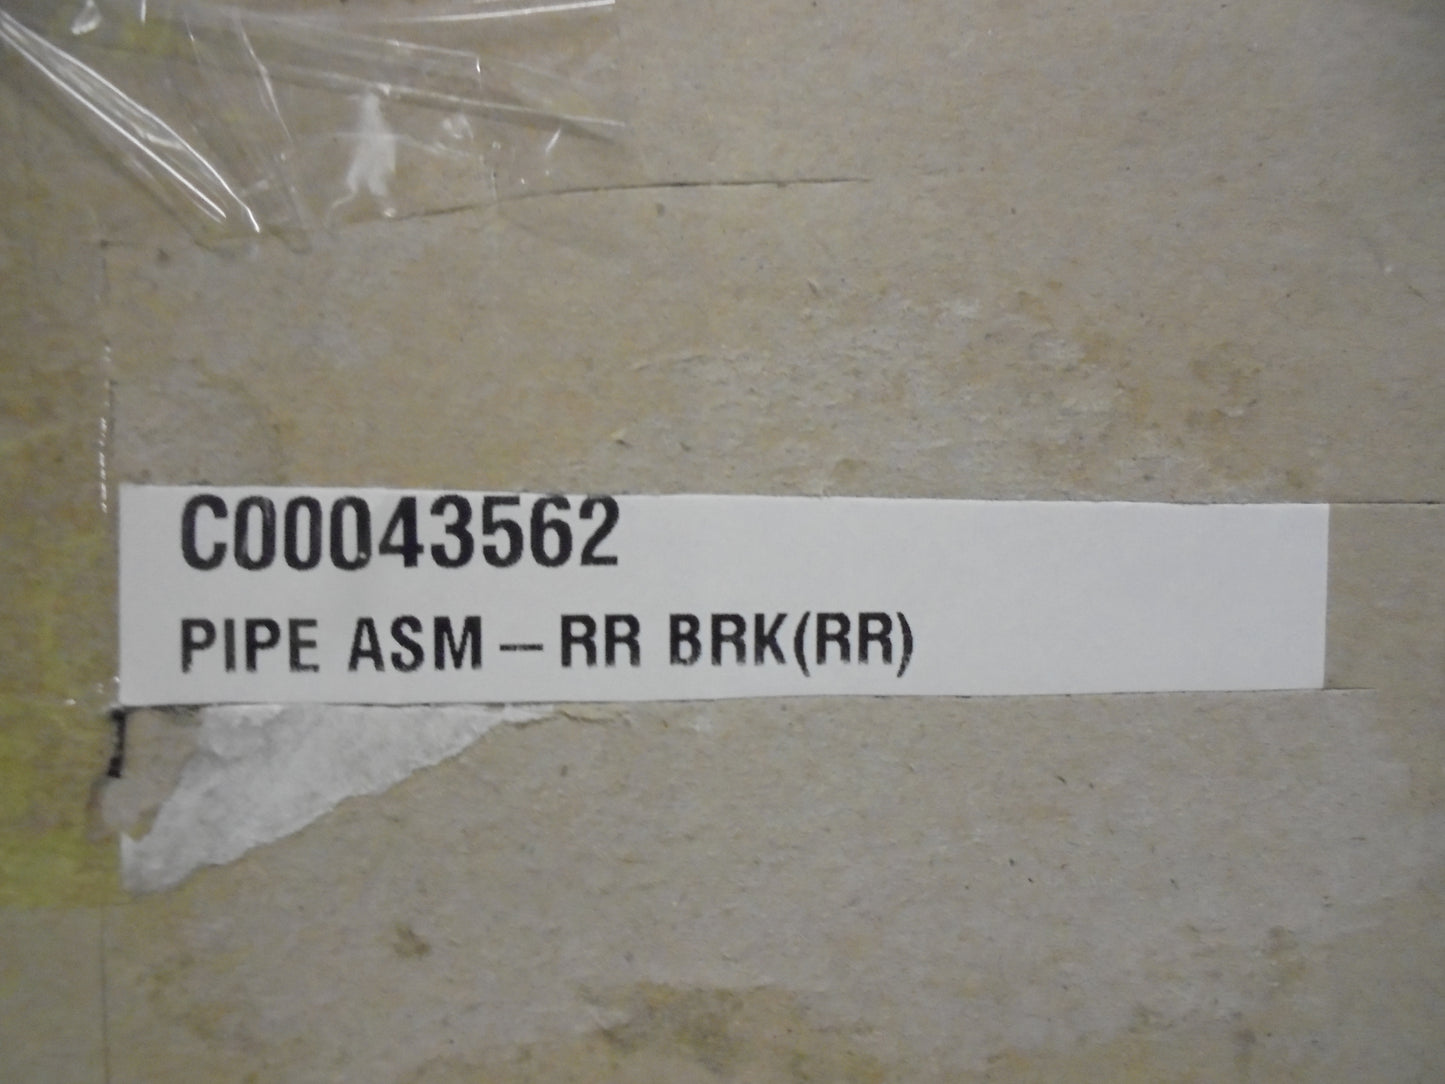 C00043562
PIPE ASM — RR BRK(RR)